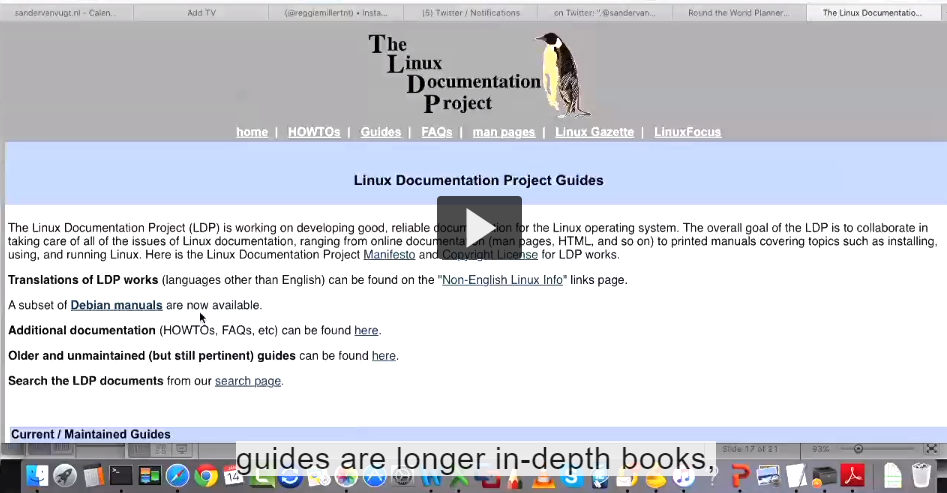 sandervanvugt.nl - Calen...
Add TV
(@reggiemillertnt) • Insta...
(5) Twitter / Notifications
on Twitter: ".@sandervan...
Round the World Planner...
The Linux Documentatio...
The
Linux
Documentation
Project
home | HOWTOs | Guides | FAQs | man pages | Linux Gazette | LinuxFocus
Linux Documentation Project Guides
The Linux Documentation Project (LDP) is working on developing good, reliable docum ion for the Linux operating system. The overall goal of the LDP is to collaborate in
taking care of all of the issues of Linux documentation, ranging from online documentation (man pages, HTML, and so on) to printed manuals covering topics such as installing,
using, and running Linux. Here is the Linux Documentation Project Manifesto and Copyright License for LDP works.
Translations of LDP works (languages other than English) can be found on the "Non-English Linux Info" links page.
A subset of Debian manuals are now available.
Additional documentation (HOWTOs, FAQs, etc) can be found here.
Older and unmaintained (but still pertinent) guides can be found here.
Search the LDP documents from our search page.
Current / Maintained Guides
Slide 17 of 21
93%
guides are longer in-depth books,
14